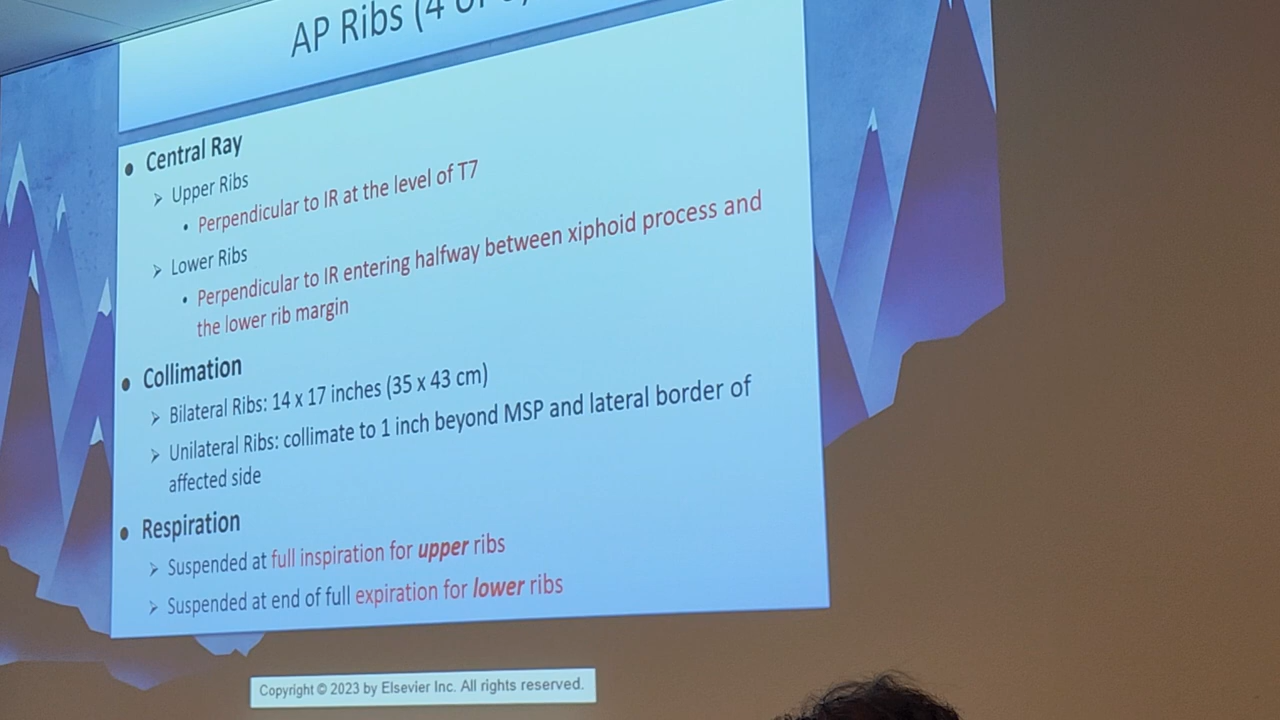 AP Ribs (4 of
• Central Ray
➢ Upper Ribs
• Perpendicular to IR at the level of T7
➢ Lower Ribs
• Perpendicular to IR entering halfway between xiphoid process and
the lower rib margin
• Collimation
➢ Bilateral Ribs: 14 x 17 inches (35 x 43 cm)
➢ Unilateral Ribs: collimate to 1 inch beyond MSP and lateral border of
affected side
• Respiration
➢ Suspended at full inspiration for upper ribs
➢ Suspended at end of full expiration for lower ribs
Copyright © 2023 by Elsevier Inc. All rights reserved.